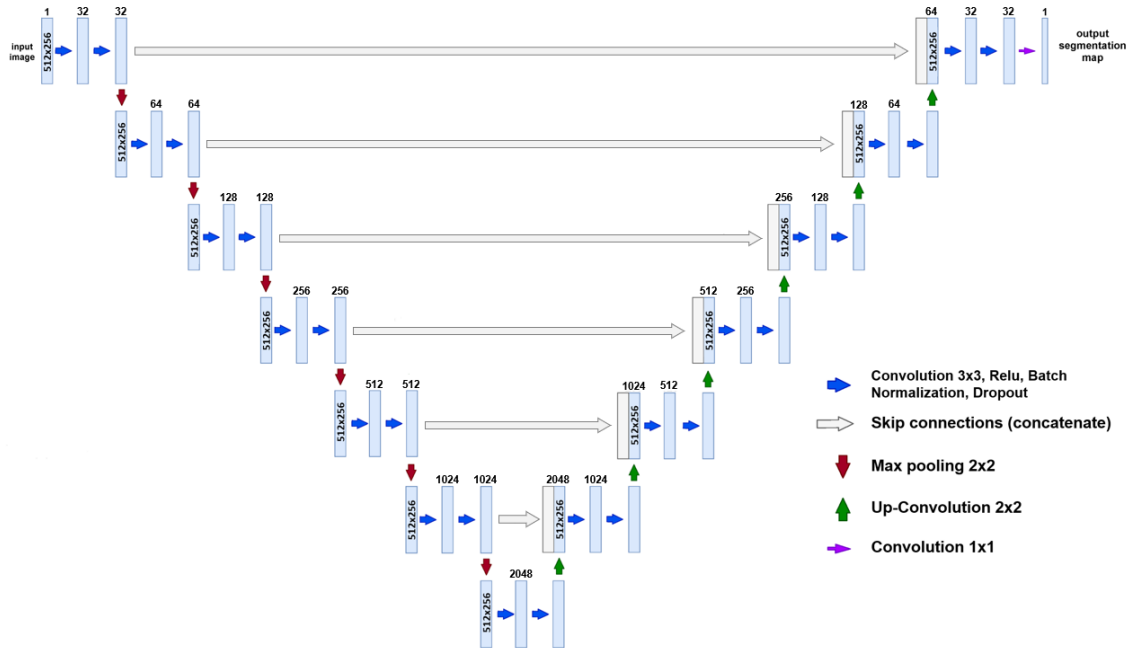 1 32 32 64 32 32 1
input image 512x256 512x256 output segmentation map
64 64 128 64
512x256 512x256
128 128 256 128
512x256 512x256
256 256 512 256
512x256 512x256
512 512 1024 512
512x256 512x256
1024 1024 2048 1024
512x256 512x256
2048
512x256
Convolution 3x3, Relu, Batch
Normalization, Dropout
Skip connections (concatenate)
Max pooling 2x2
Up-Convolution 2x2
Convolution 1x1